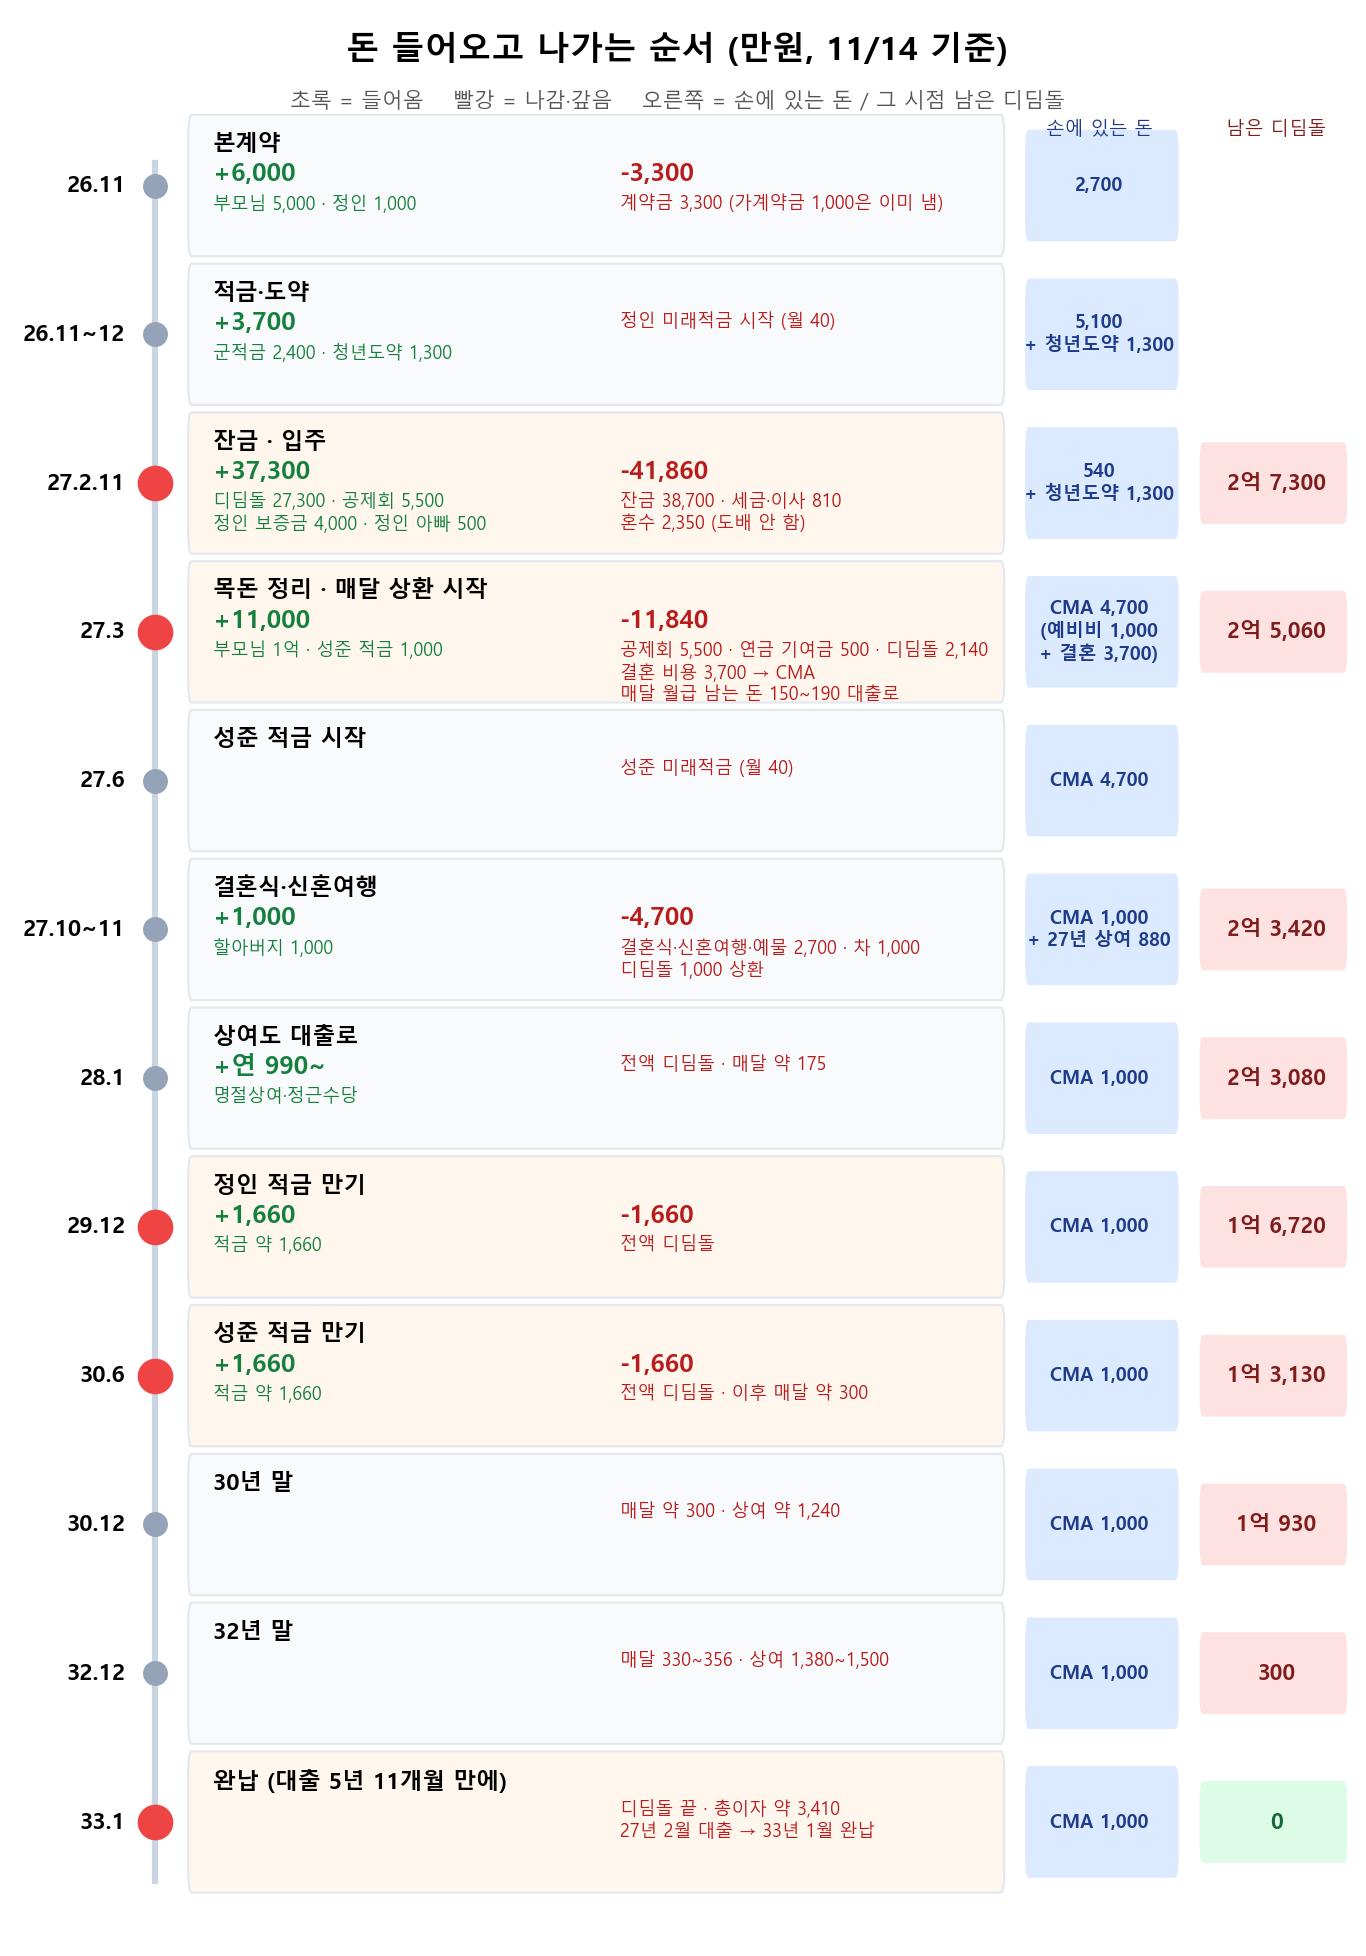 돈 들어오고 나가는 순서 (만원, 11/14 기준)
초록 = 들어옴 빨강 = 나감·갚음 오른쪽 = 손에 있는 돈 / 그 시점 남은 디딤돌
손에 있는 돈
남은 디딤돌
26.11
본계약
+6,000
부모님 5,000 · 정인 1,000
-3,300
계약금 3,300 (가계약금 1,000은 이미 냄)
2,700
26.11~12
적금·도약
+3,700
군적금 2,400 · 청년도약 1,300
정인 미래적금 시작 (월 40)
5,100
+ 청년도약 1,300
27.2.11
잔금 · 입주
+37,300
디딤돌 27,300 · 공제회 5,500
정인 보증금 4,000 · 정인 아빠 500
-41,860
잔금 38,700 · 세금·이사 810
혼수 2,350 (도배 안 함)
540
+ 청년도약 1,300
2억 7,300
27.3
목돈 정리 · 매달 상환 시작
+11,000
부모님 1억 · 성준 적금 1,000
-11,840
공제회 5,500 · 연금 기여금 500 · 디딤돌 2,140
결혼 비용 3,700 → CMA
매달 월급 남는 돈 150~190 대출로
CMA 4,700
(예비비 1,000
+ 결혼 3,700)
2억 5,060
27.6
성준 적금 시작
성준 미래적금 (월 40)
CMA 4,700
27.10~11
결혼식·신혼여행
+1,000
할아버지 1,000
-4,700
결혼식·신혼여행·예물 2,700 · 차 1,000
디딤돌 1,000 상환
CMA 1,000
+ 27년 상여 880
2억 3,420
28.1
상여도 대출로
+연 990~
명절상여·정근수당
전액 디딤돌 · 매달 약 175
CMA 1,000
2억 3,080
29.12
정인 적금 만기
+1,660
적금 약 1,660
-1,660
전액 디딤돌
CMA 1,000
1억 6,720
30.6
성준 적금 만기
+1,660
적금 약 1,660
-1,660
전액 디딤돌 · 이후 매달 약 300
CMA 1,000
1억 3,130
30.12
30년 말
매달 약 300 · 상여 약 1,240
CMA 1,000
1억 930
32.12
32년 말
매달 330~356 · 상여 1,380~1,500
CMA 1,000
300
33.1
완납 (대출 5년 11개월 만에)
디딤돌 끝 · 총이자 약 3,410
27년 2월 대출 → 33년 1월 완납
CMA 1,000
0